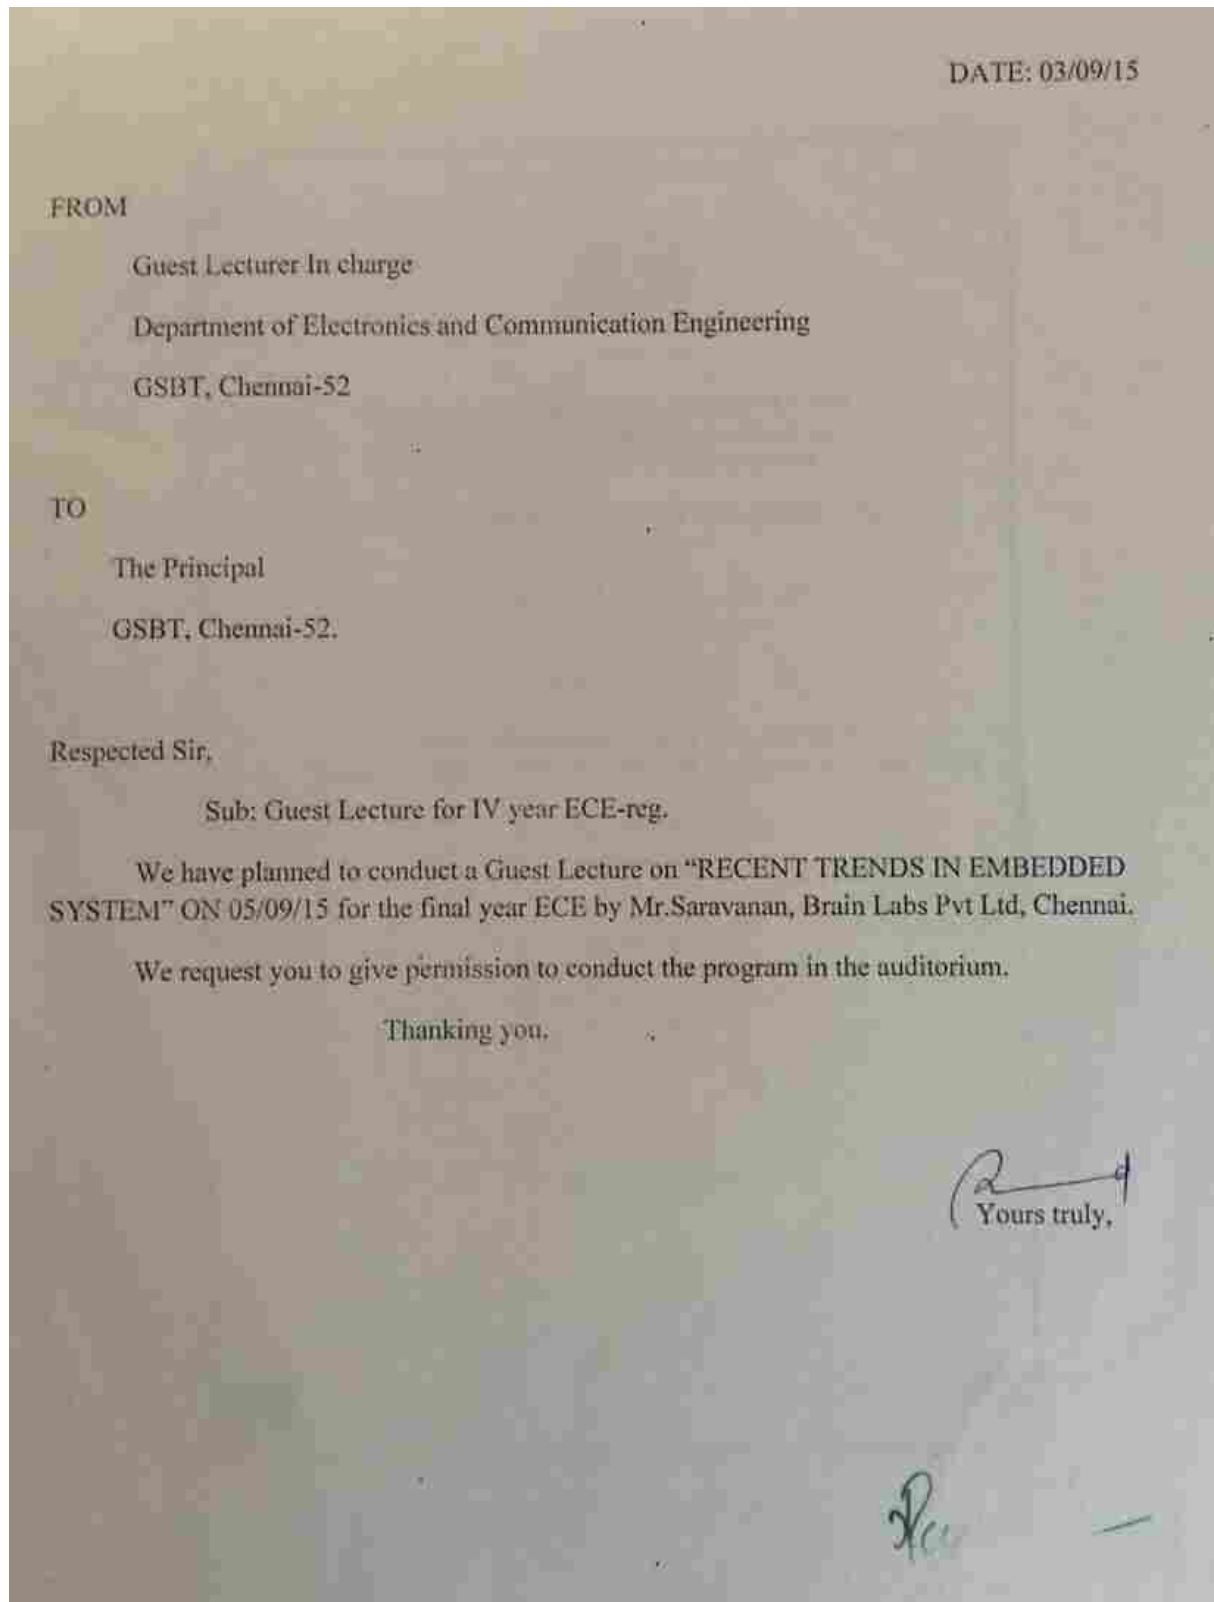 DATE: 03/09/15
FROM
Guest Lecturer In charge
Department of Electronics and Communication Engineering
GSBT, Chennai-52
TO
The Principal
GSBT, Chennai-52.
Respected Sir,
Sub: Guest Lecture for IV year ECE-reg.
We have planned to conduct a Guest Lecture on “RECENT TRENDS IN EMBEDDED
SYSTEM” ON 05/09/15 for the final year ECE by Mr.Saravanan, Brain Labs Pvt Ltd, Chennai.
We request you to give permission to conduct the program in the auditorium.
Thanking you.
Yours truly,